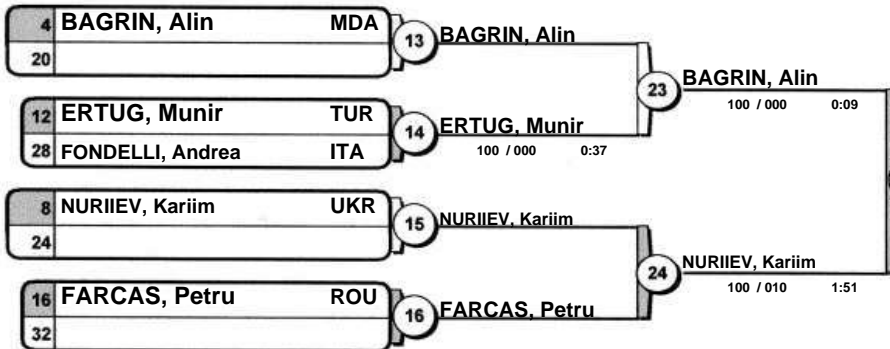 4 BAGRIN, Alin MDA
20
13 BAGRIN, Alin
12 ERTUG, Munir TUR
28 FONDELLI, Andrea ITA
14 ERTUG, Munir
100 / 000 0:37
23 BAGRIN, Alin
100 / 000 0:09
8 NURIIEV, Kariim UKR
24
15 NURIIEV, Kariim
16 FARCAS, Petru ROU
32
16 FARCAS, Petru
24 NURIIEV, Kariim
100 / 010 1:51